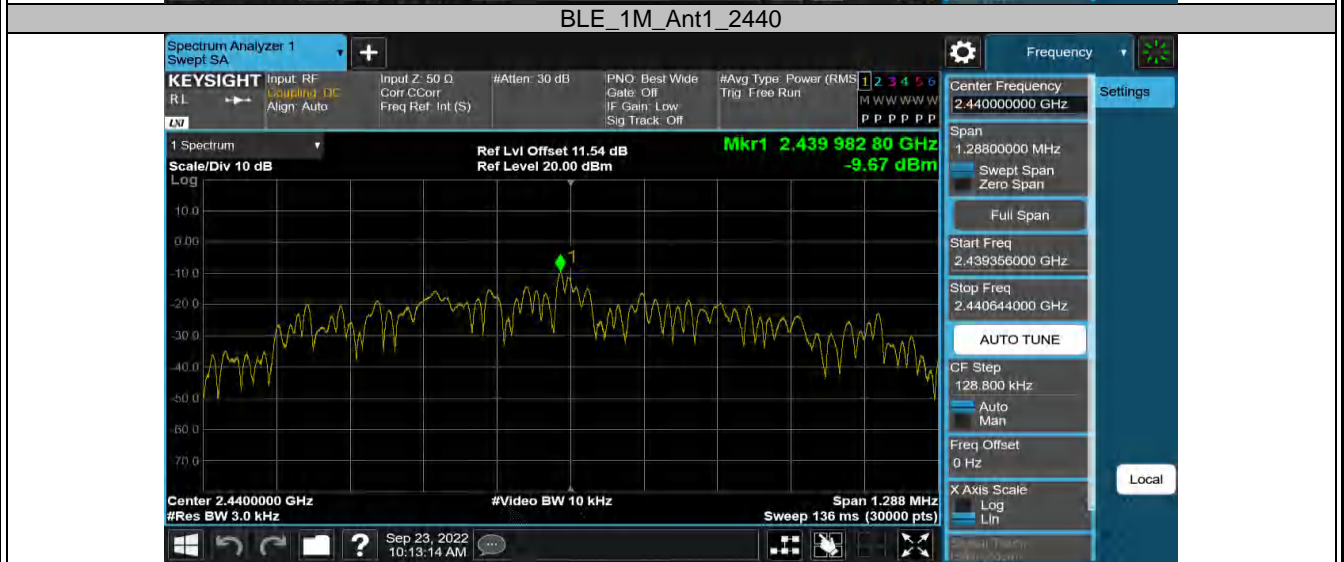 BLE_1M_Ant1_2440
Spectrum Analyzer 1
Swept SA
+
Frequency
KEYSIGHT
RL
LXI
Input: RF
Coupling: DC
Align: Auto
Input Z: 50 Ω
Corr CCorr
Freq Ref: Int (S)
#Atten: 30 dB
PNO: Best Wide
Gate: Off
IF Gain: Low
Sig Track: Off
#Avg Type: Power (RMS
Trig: Free Run
1 2 3 4 5 6
M W W W W W
P P P P P P
Center Frequency
2.440000000 GHz
Settings
1 Spectrum
Scale/Div 10 dB
Ref Lvl Offset 11.54 dB
Ref Level 20.00 dBm
Mkr1 2.439 982 80 GHz
-9.67 dBm
Log
10.0
0.00
-10.0
-20.0
-30.0
-40.0
-50.0
-60.0
-70.0
1
Center 2.4400000 GHz
#Res BW 3.0 kHz
#Video BW 10 kHz
Span 1.288 MHz
Sweep 136 ms (30000 pts)
Span
1.28800000 MHz
Swept Span
Zero Span
Full Span
Start Freq
2.439356000 GHz
Stop Freq
2.440644000 GHz
AUTO TUNE
CF Step
128.800 kHz
Auto
Man
Freq Offset
0 Hz
X Axis Scale
Log
Lin
Local
?
Sep 23, 2022
10:13:14 AM